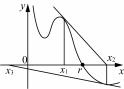 0
x₃ x₁ r x₂ x